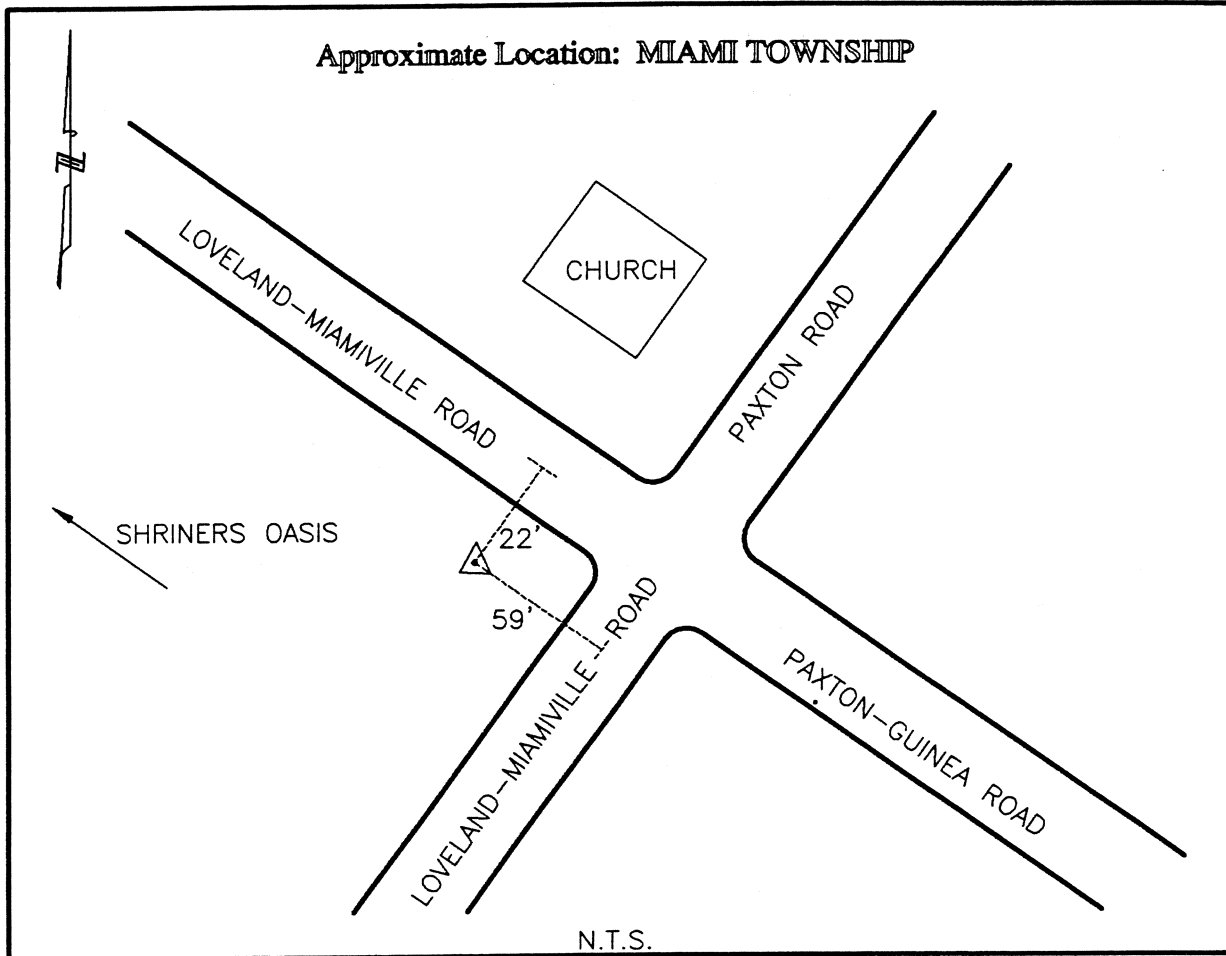 Approximate Location: MIAMI TOWNSHIP
N
CHURCH
LOVELAND-MIAMIVILLE ROAD
PAXTON ROAD
SHRINERS OASIS
22'
59'
LOVELAND-MIAMIVILLE ROAD
PAXTON-GUINEA ROAD
N.T.S.